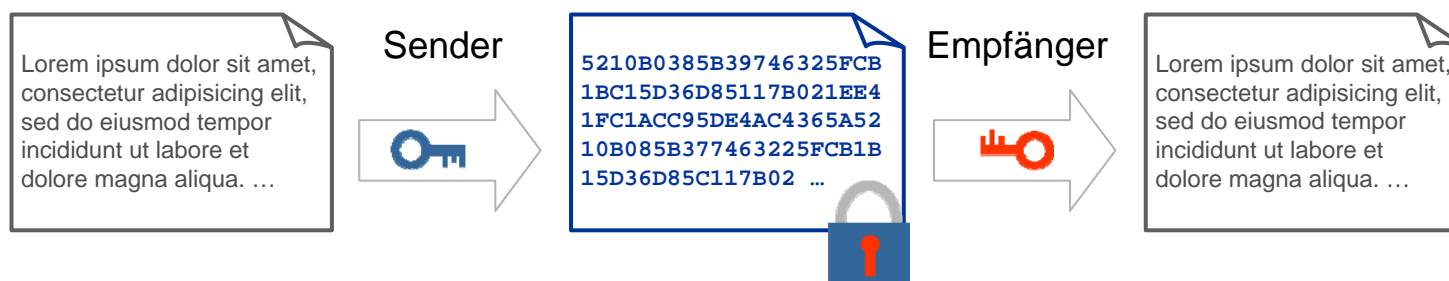 Lorem ipsum dolor sit amet,
consectetur adipisicing elit,
sed do eiusmod tempor
incididunt ut labore et
dolore magna aliqua. …
Sender
5210B0385B39746325FCB
1BC15D36D85117B021EE4
1FC1ACC95DE4AC4365A52
10B085B377463225FCB1B
15D36D85C117B02 …
Empfänger
Lorem ipsum dolor sit amet,
consectetur adipisicing elit,
sed do eiusmod tempor
incididunt ut labore et
dolore magna aliqua. …